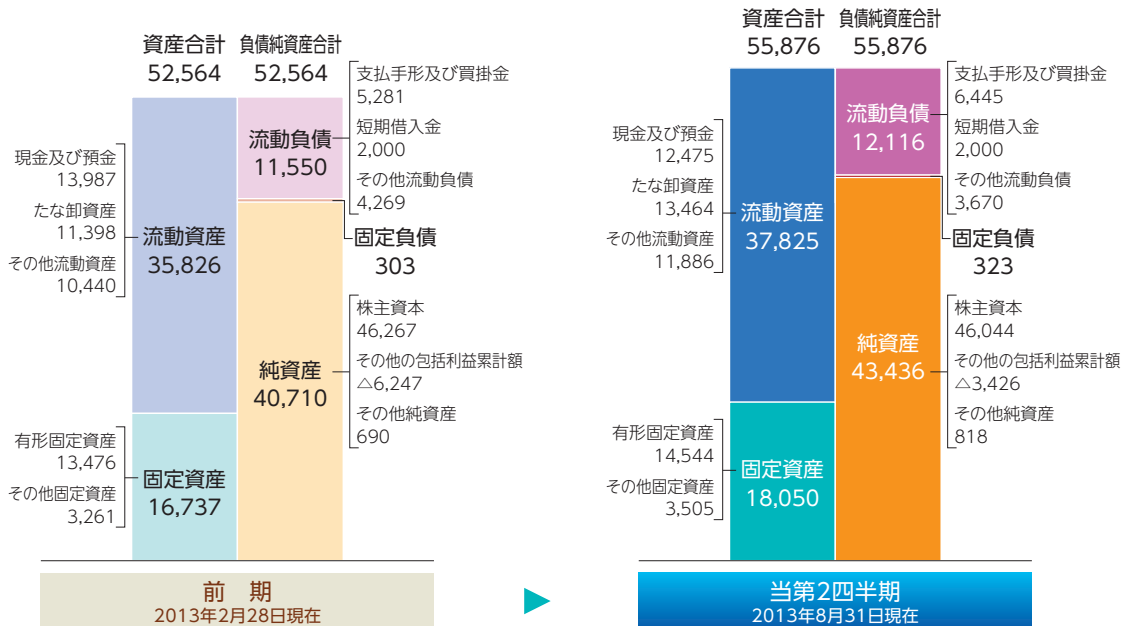 資産合計
52,564
負債純資産合計
52,564
現金及び預金
13,987
たな卸資産
11,398
その他流動資産
10,440
流動資産
35,826
有形固定資産
13,476
その他固定資産
3,261
固定資産
16,737
流動負債
11,550
支払手形及び買掛金
5,281
短期借入金
2,000
その他流動負債
4,269
固定負債
303
純資産
40,710
株主資本
46,267
その他の包括利益累計額
△6,247
その他純資産
690
前 期
2013年2月28日現在
資産合計
55,876
負債純資産合計
55,876
現金及び預金
12,475
たな卸資産
13,464
その他流動資産
11,886
流動資産
37,825
有形固定資産
14,544
その他固定資産
3,505
固定資産
18,050
流動負債
12,116
支払手形及び買掛金
6,445
短期借入金
2,000
その他流動負債
3,670
固定負債
323
純資産
43,436
株主資本
46,044
その他の包括利益累計額
△3,426
その他純資産
818
当第2四半期
2013年8月31日現在